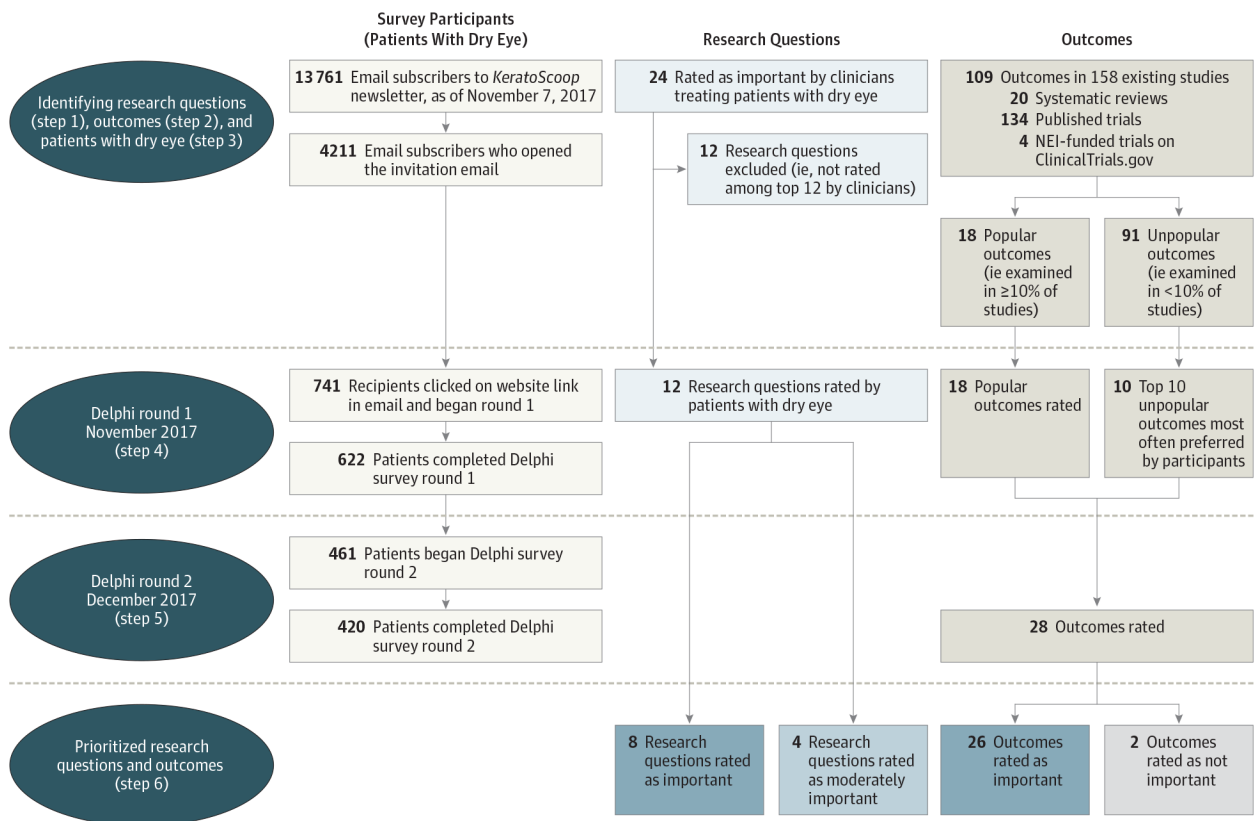 Survey Participants
(Patients With Dry Eye)
Research Questions
Outcomes
Identifying research questions
(step 1), outcomes (step 2), and
patients with dry eye (step 3)
13 761 Email subscribers to KeratoScoop
newsletter, as of November 7, 2017
4211 Email subscribers who opened
the invitation email
24 Rated as important by clinicians
treating patients with dry eye
12 Research questions
excluded (ie, not rated
among top 12 by clinicians)
109 Outcomes in 158 existing studies
20 Systematic reviews
134 Published trials
4 NEI-funded trials on
ClinicalTrials.gov
18 Popular
outcomes
(ie examined
in ≥10% of
studies)
91 Unpopular
outcomes
(ie examined
in <10% of
studies)
Delphi round 1
November 2017
(step 4)
741 Recipients clicked on website link
in email and began round 1
622 Patients completed Delphi
survey round 1
12 Research questions rated by
patients with dry eye
18 Popular
outcomes rated
10 Top 10
unpopular
outcomes most
often preferred
by participants
Delphi round 2
December 2017
(step 5)
461 Patients began Delphi survey
round 2
420 Patients completed Delphi
survey round 2
28 Outcomes rated
Prioritized research
questions and outcomes
(step 6)
8 Research
questions rated
as important
4 Research
questions rated
as moderately
important
26 Outcomes
rated as
important
2 Outcomes
rated as not
important